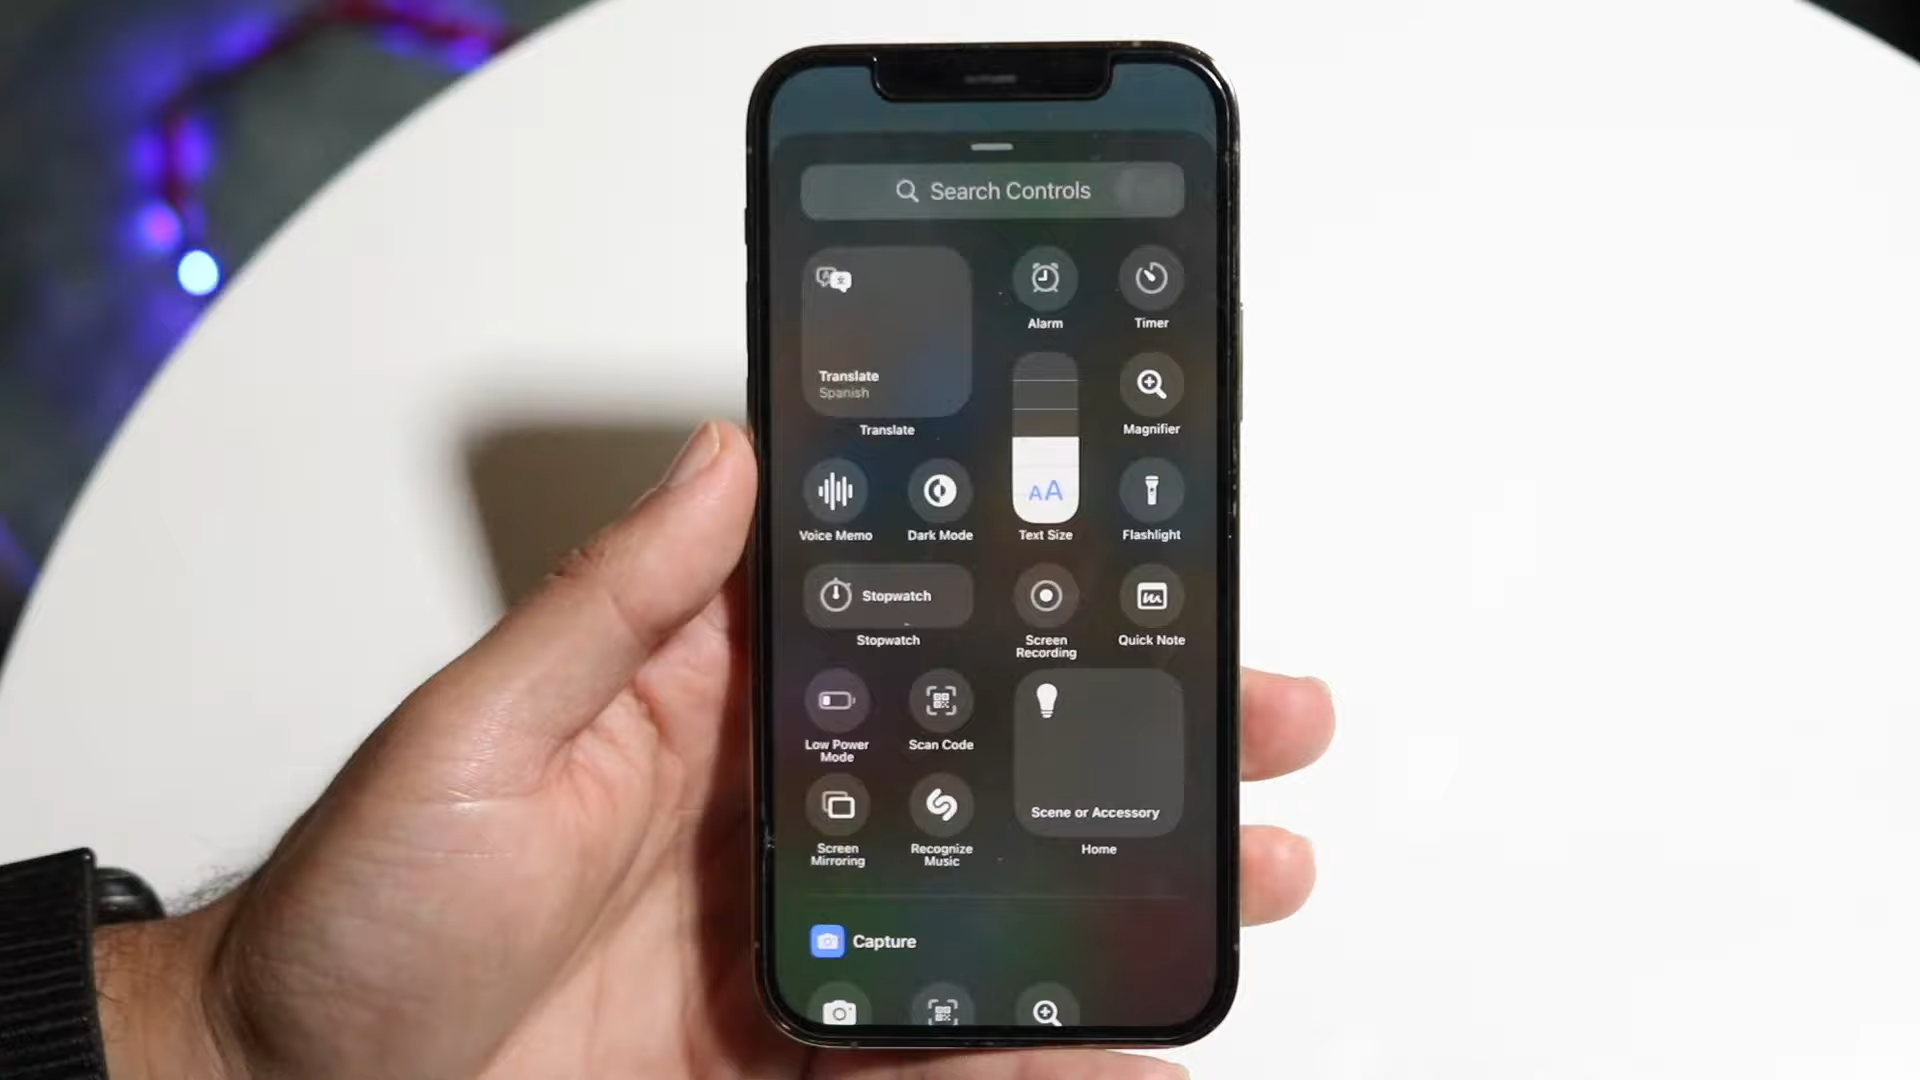 Search Controls
Alarm
Timer
Translate
Spanish
Translate
Magnifier
AA
Voice Memo
Dark Mode
Text Size
Flashlight
Stopwatch
Stopwatch
Screen
Recording
Quick Note
Low Power
Mode
Scan Code
Scene or Accessory
Screen
Mirroring
Recognize
Music
Home
Capture